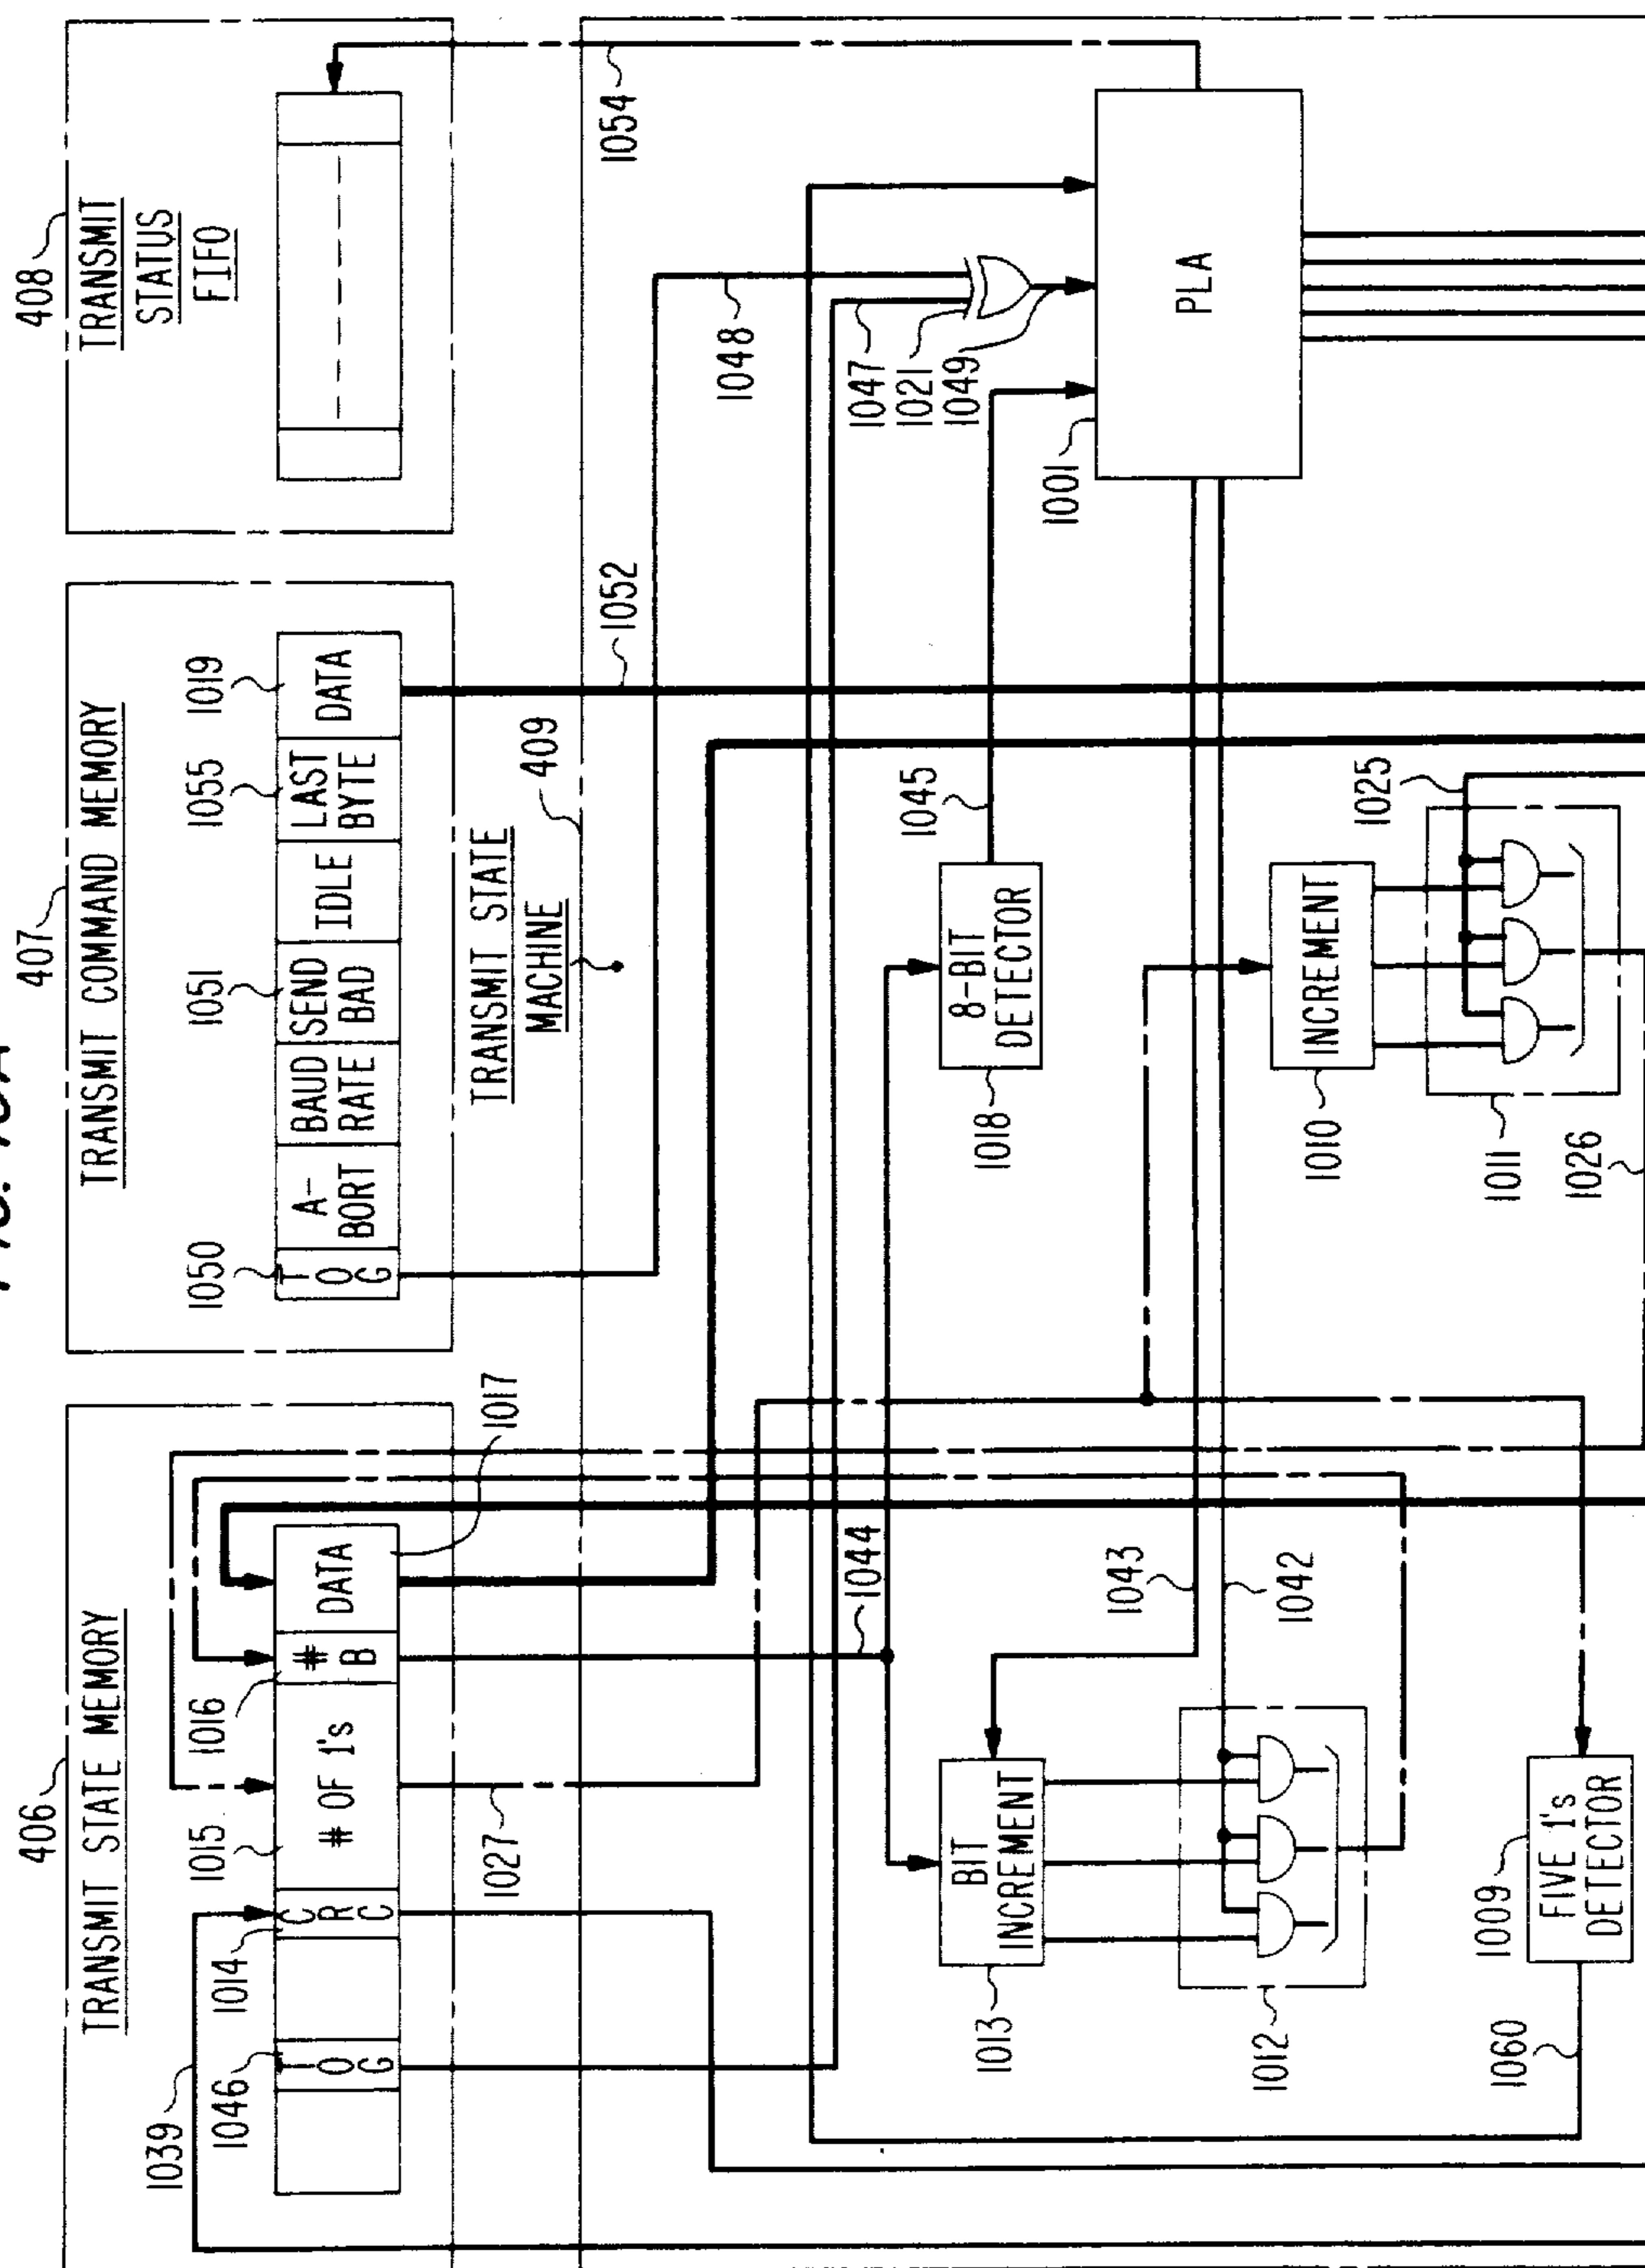 406
TRANSMIT STATE MEMORY
1039
1046
TOG
1014
CRC
1015
# OF 1's
1016
# B
DATA
1017
1027
1044
407
TRANSMIT COMMAND MEMORY
1050
TOG
A-
BORT
BAUD
RATE
1051
SEND
BAD
IDLE
1055
LAST
BYTE
1019
DATA
408
TRANSMIT
STATUS
FIFO
TRANSMIT STATE
MACHINE
409
1052
1054
1048
1047
1021
1049
1045
8-BIT
DETECTOR
1018
1001
PLA
BIT
INCREMENT
1013
1043
1042
1012
INCREMENT
1010
1025
1011
1026
FIVE 1's
DETECTOR
1009
1060